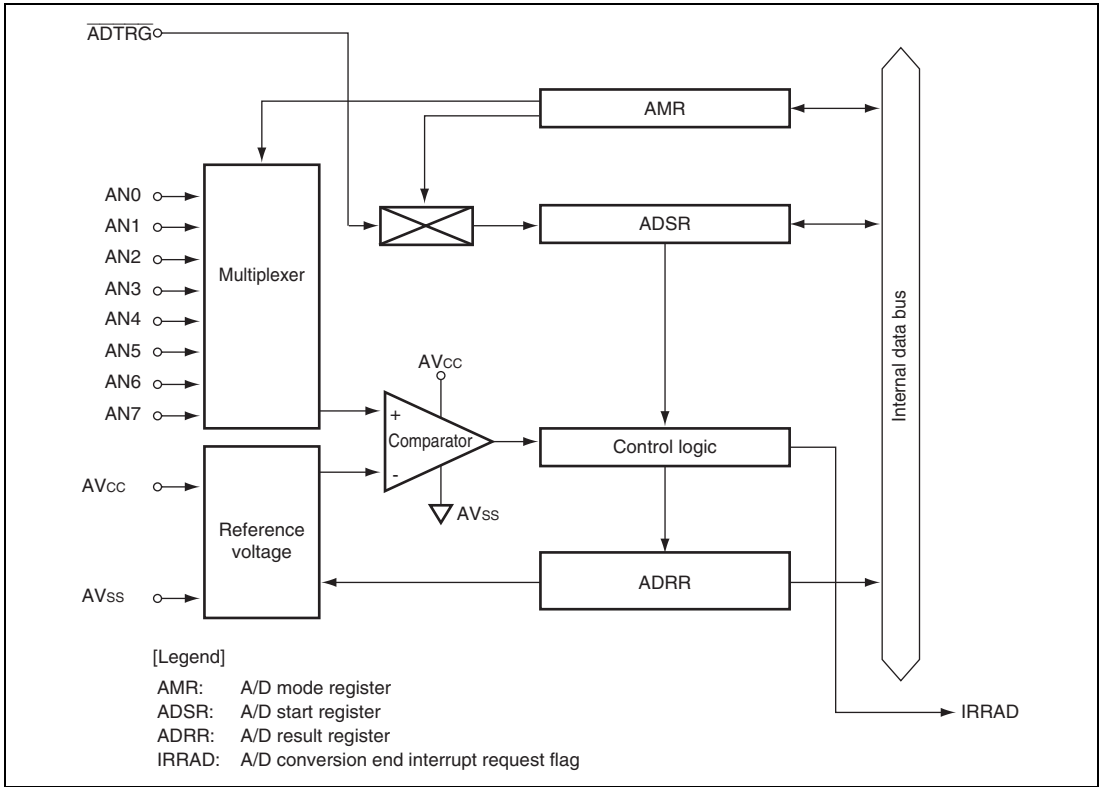 ADTRG
AMR
AN0
AN1
AN2
AN3
AN4
AN5
AN6
AN7
Multiplexer
ADSR
Internal data bus
AVCC
+
Comparator
-
AVSS
Control logic
AVCC
Reference
voltage
AVSS
ADRR
IRRAD
[Legend]
AMR: A/D mode register
ADSR: A/D start register
ADRR: A/D result register
IRRAD: A/D conversion end interrupt request flag